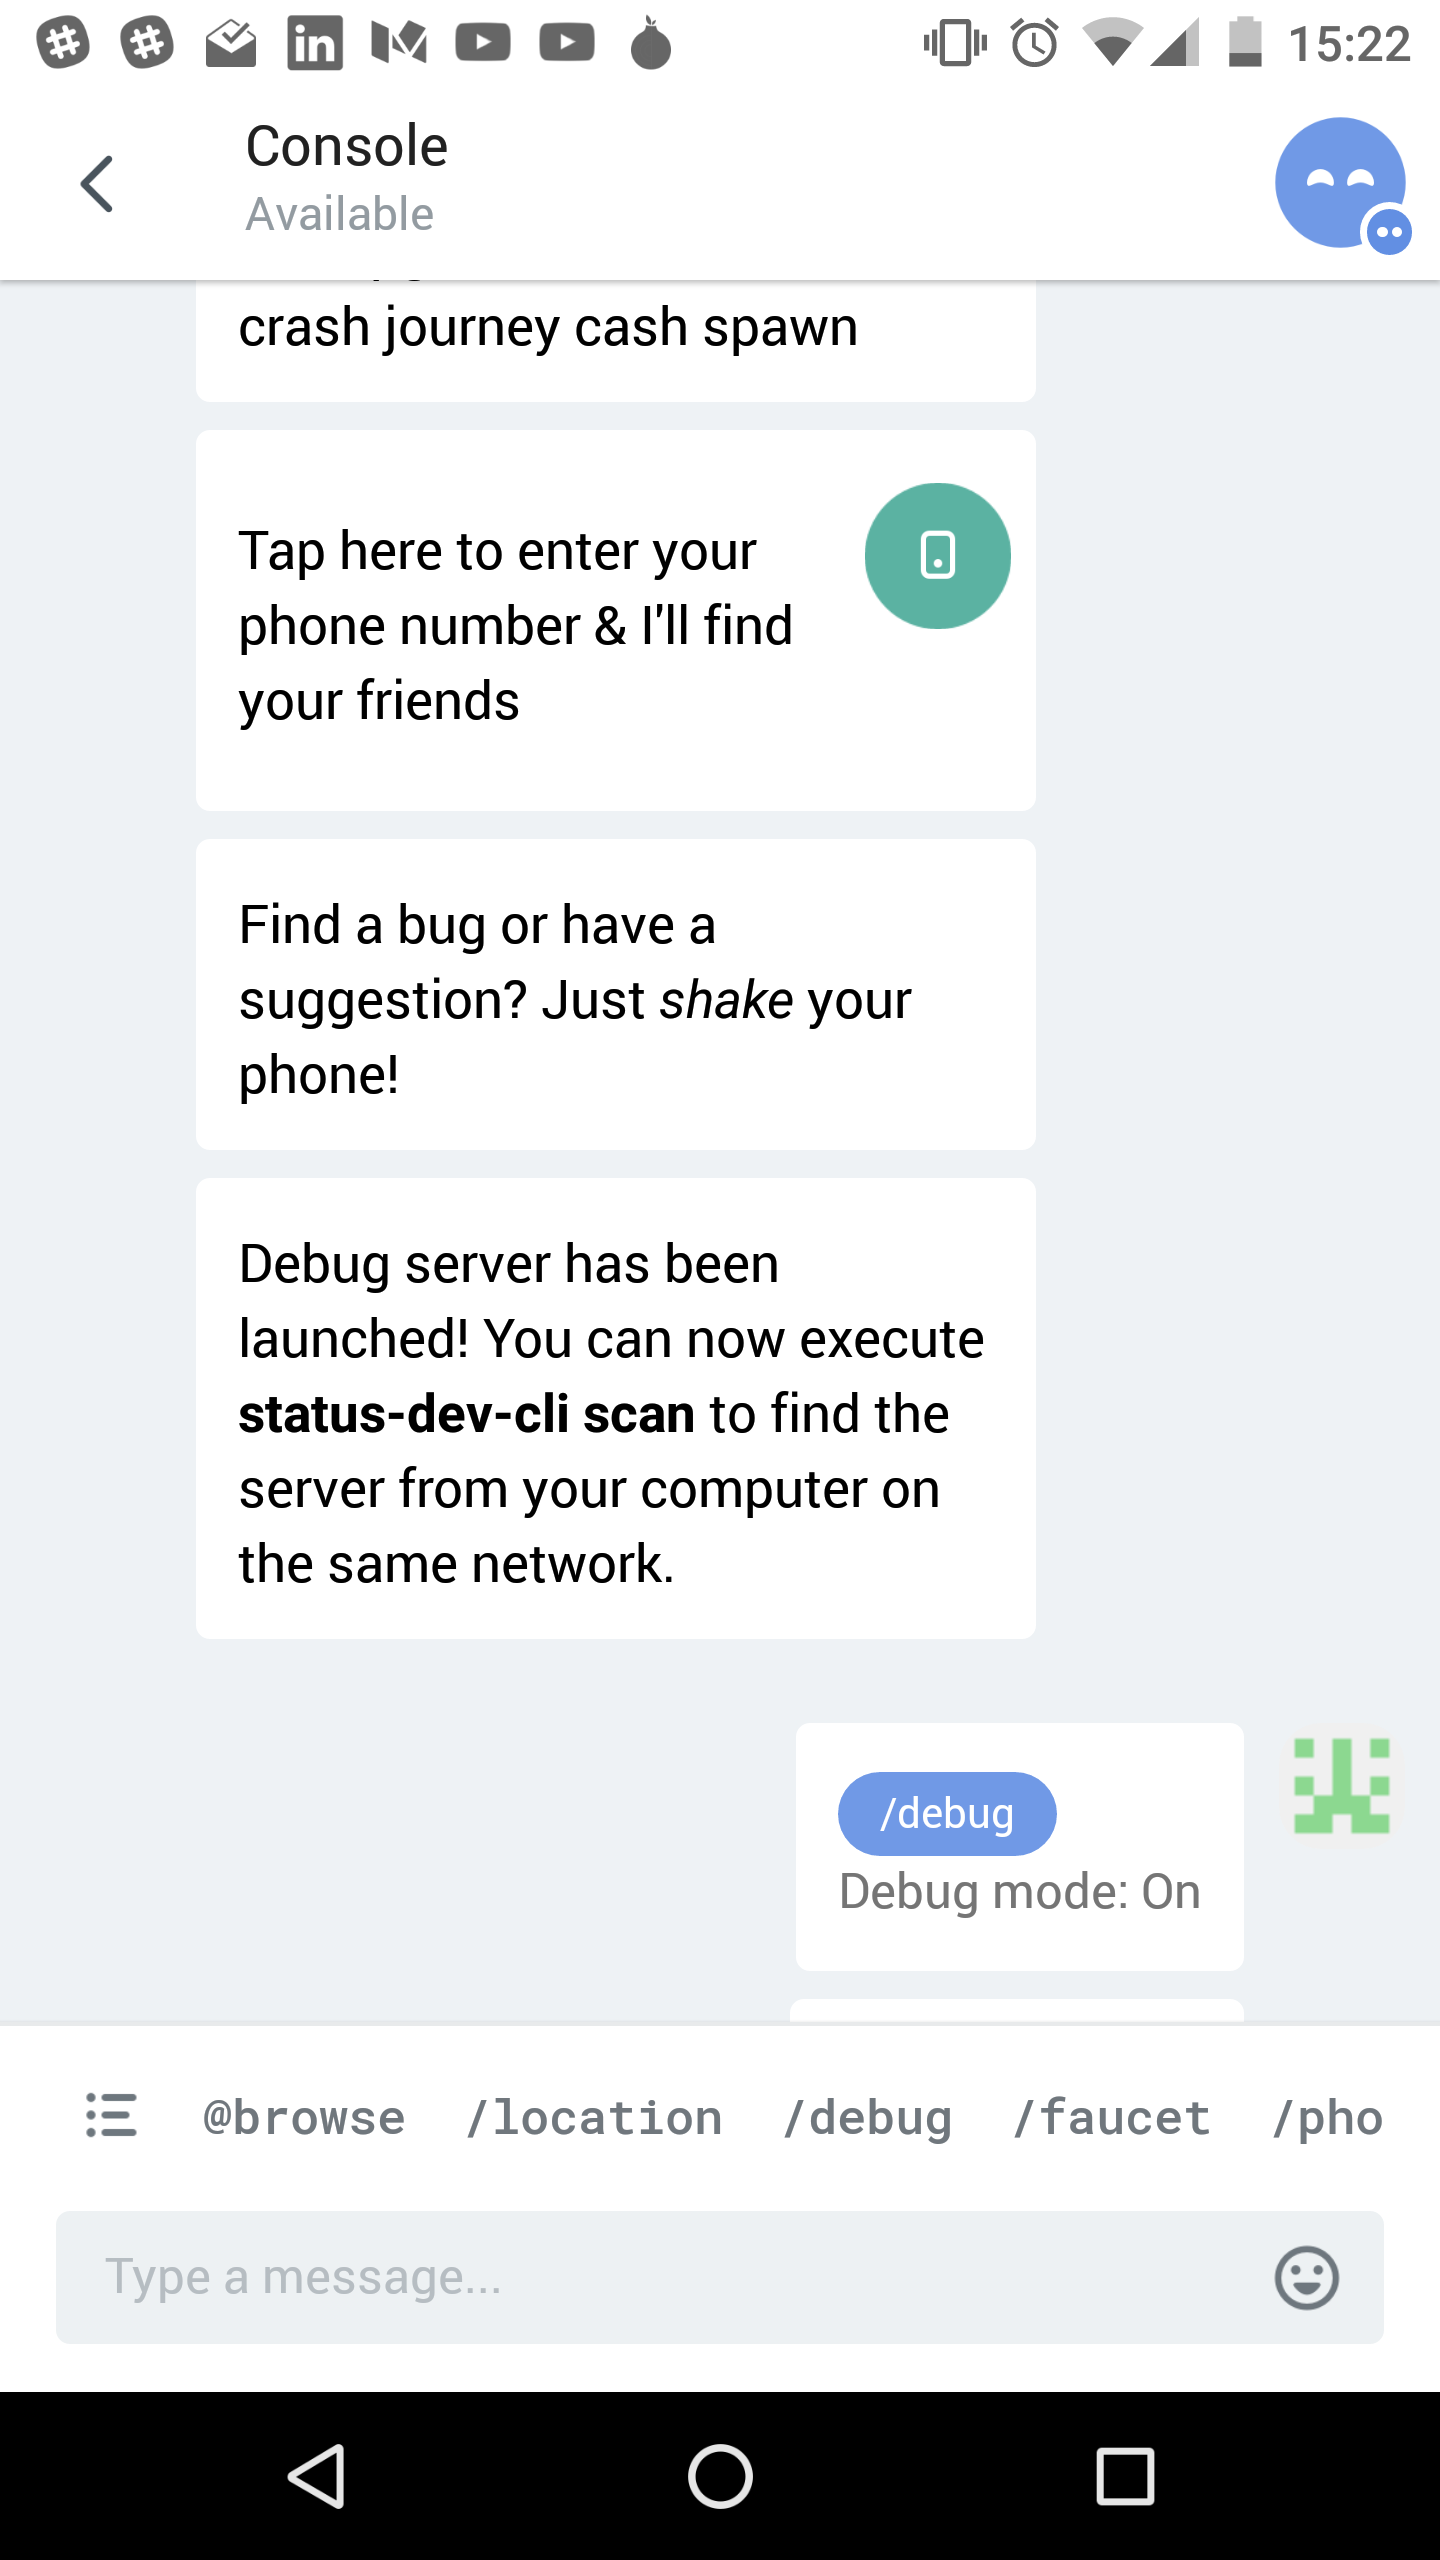 15:22
Console
Available
crash journey cash spawn
Tap here to enter your
phone number & I'll find
your friends
Find a bug or have a
suggestion? Just shake your
phone!
Debug server has been
launched! You can now execute
status-dev-cli scan to find the
server from your computer on
the same network.
/debug
Debug mode: On
@browse /location /debug /faucet /pho
Type a message...